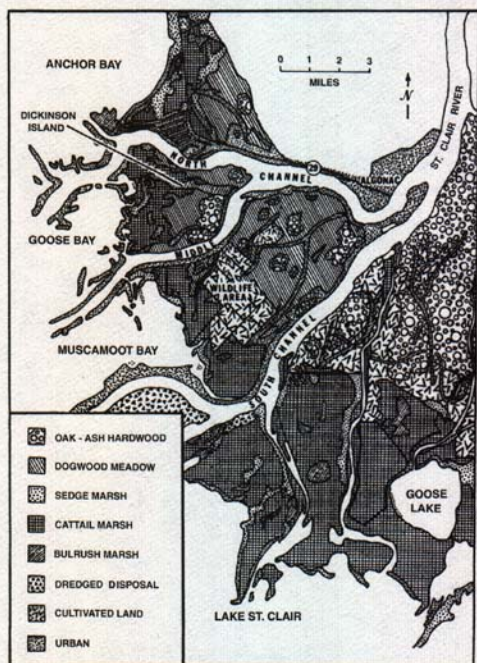 ANCHOR BAY
0 1 2 3
MILES
N
DICKINSON
ISLAND
ST. CLAIR RIVER
NORTH
CHANNEL
29
ALGONAC
GOOSE BAY
MIDDLE
WILDLIFE
AREA
MUSCAMOOT BAY
SOUTH
CHANNEL
OAK - ASH HARDWOOD
DOGWOOD MEADOW
SEDGE MARSH
CATTAIL MARSH
BULRUSH MARSH
DREDGED DISPOSAL
CULTIVATED LAND
URBAN
GOOSE
LAKE
LAKE ST. CLAIR